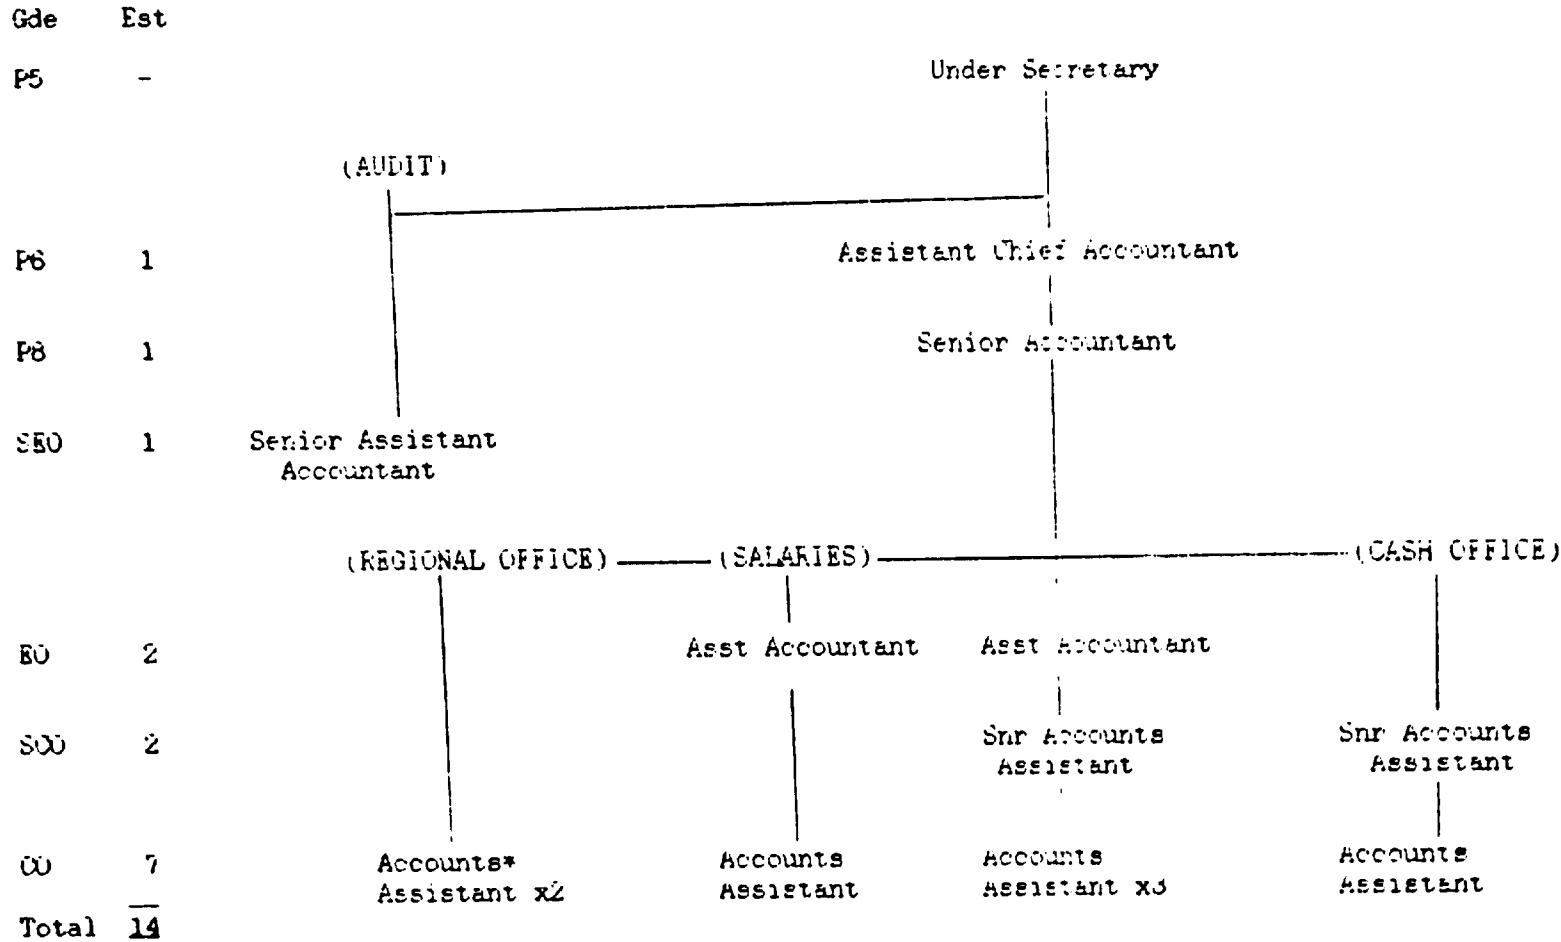 Gde Est
P5 - Under Secretary
(AUDIT)
P6 1 Assistant Chief Accountant
P8 1 Senior Accountant
SEO 1 Senior Assistant
Accountant
(REGIONAL OFFICE) (SALARIES) (CASH OFFICE)
EO 2 Asst Accountant Asst Accountant
SCO 2 Snr Accounts Snr Accounts
Assistant Assistant
CO 7 Accounts* Accounts Accounts Accounts
Assistant x2 Assistant Assistant x3 Assistant
Total 14